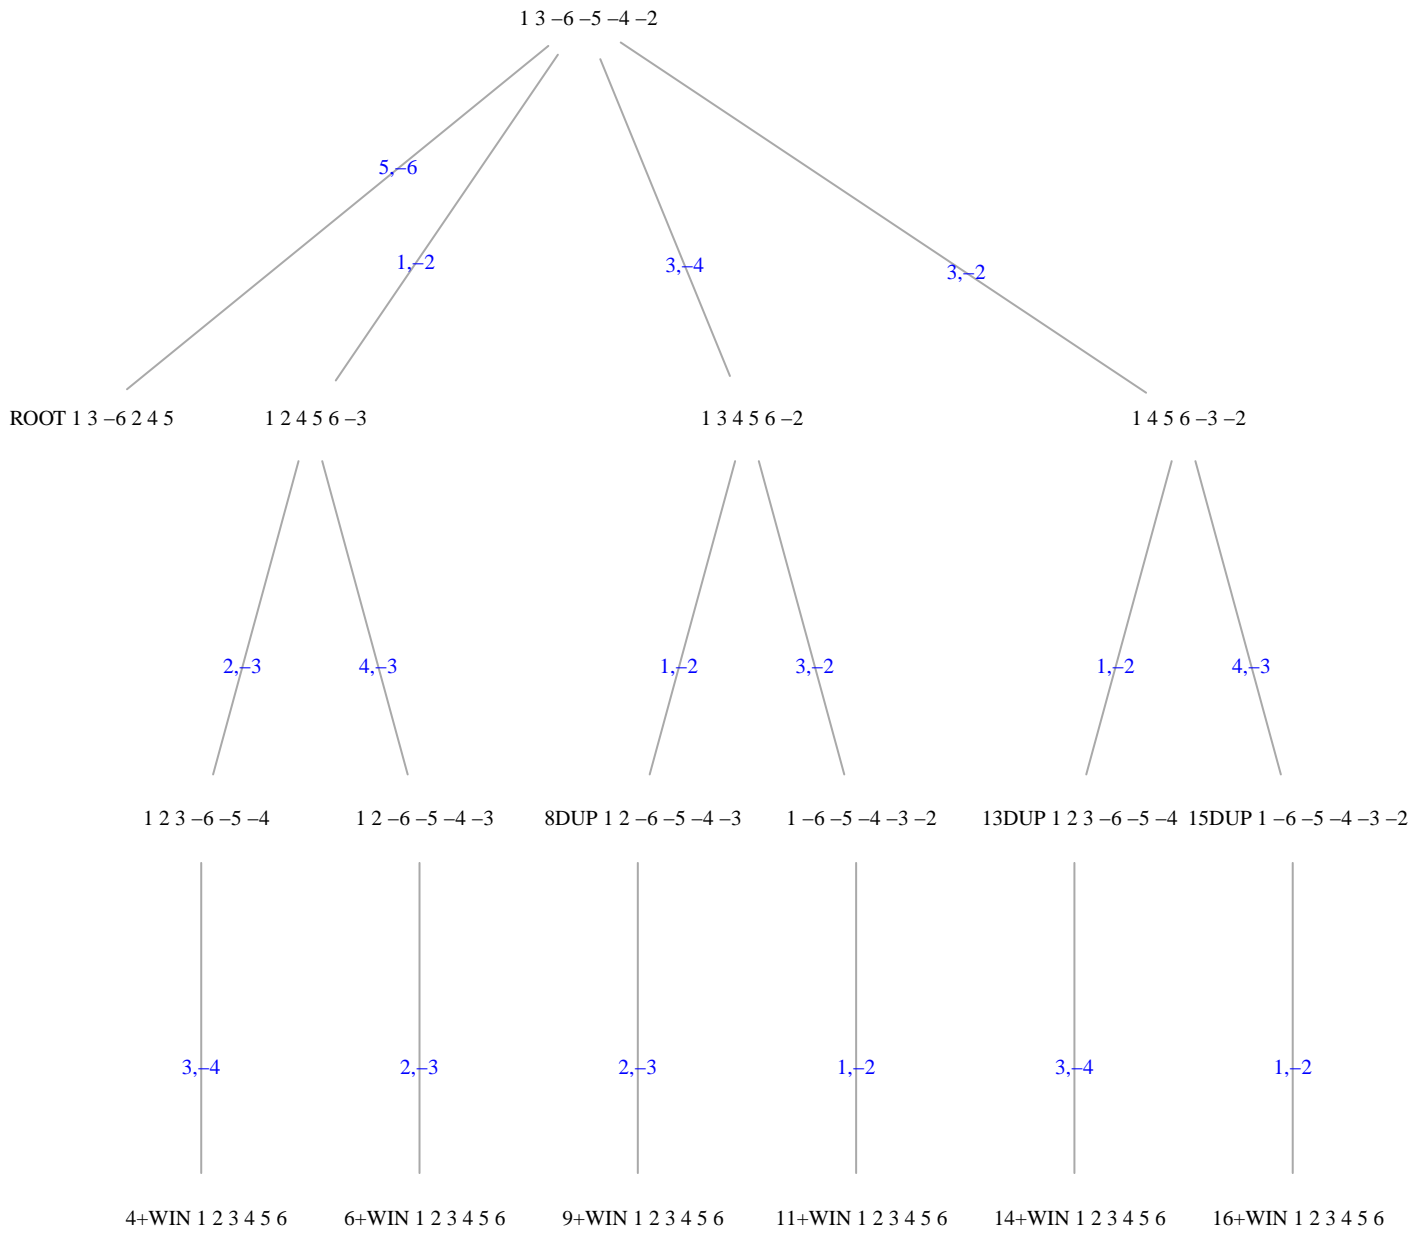 1 3 –6 –5 –4 –2
5,–6
1,–2
3,–4
3,–2
ROOT 1 3 –6 2 4 5
1 2 4 5 6 –3
1 3 4 5 6 –2
1 4 5 6 –3 –2
2,–3
4,–3
1,–2
3,–2
1,–2
4,–3
1 2 3 –6 –5 –4
1 2 –6 –5 –4 –3
8DUP 1 2 –6 –5 –4 –3
1 –6 –5 –4 –3 –2
13DUP 1 2 3 –6 –5 –4
15DUP 1 –6 –5 –4 –3 –2
3,–4
2,–3
2,–3
1,–2
3,–4
1,–2
4+WIN 1 2 3 4 5 6
6+WIN 1 2 3 4 5 6
9+WIN 1 2 3 4 5 6
11+WIN 1 2 3 4 5 6
14+WIN 1 2 3 4 5 6
16+WIN 1 2 3 4 5 6